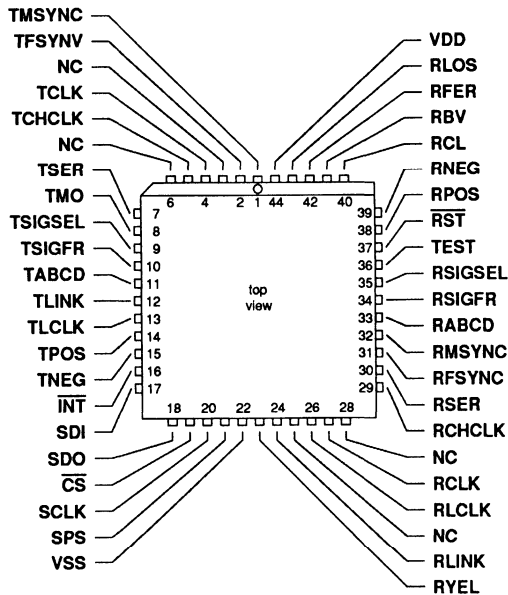 TMSYNC
TFSYNV
NC
TCLK
TCHCLK
NC
TSER
TMO
TSIGSEL
TSIGFR
TABCD
TLINK
TLCLK
TPOS
TNEG
INT
SDI
SDO
CS
SCLK
SPS
VSS
VDD
RLOS
RFER
RBV
RCL
RNEG
RPOS
RST
TEST
RSIGSEL
RSIGFR
RABCD
RMSYNC
RFSYNC
RSER
RCHCLK
NC
RCLK
RLCLK
NC
RLINK
RYEL
6 4 2 1 44 42 40
7
8
9
10
11
12
13
14
15
16
17
39
38
37
36
35
34
33
32
31
30
29
top
view
18 20 22 24 26 28